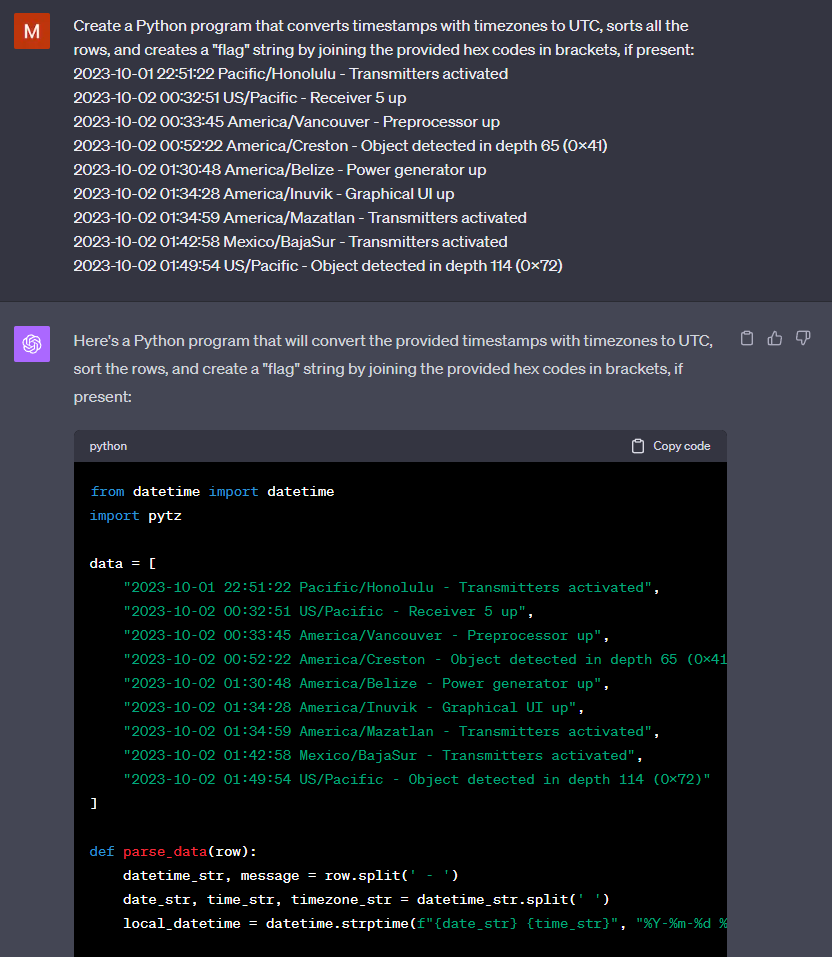 M
Create a Python program that converts timestamps with timezones to UTC, sorts all the
rows, and creates a "flag" string by joining the provided hex codes in brackets, if present:
2023-10-01 22:51:22 Pacific/Honolulu - Transmitters activated
2023-10-02 00:32:51 US/Pacific - Receiver 5 up
2023-10-02 00:33:45 America/Vancouver - Preprocessor up
2023-10-02 00:52:22 America/Creston - Object detected in depth 65 (0×41)
2023-10-02 01:30:48 America/Belize - Power generator up
2023-10-02 01:34:28 America/Inuvik - Graphical UI up
2023-10-02 01:34:59 America/Mazatlan - Transmitters activated
2023-10-02 01:42:58 Mexico/BajaSur - Transmitters activated
2023-10-02 01:49:54 US/Pacific - Object detected in depth 114 (0×72)
Here's a Python program that will convert the provided timestamps with timezones to UTC,
sort the rows, and create a "flag" string by joining the provided hex codes in brackets, if
present:
python Copy code
from datetime import datetime
import pytz
data = [
"2023-10-01 22:51:22 Pacific/Honolulu - Transmitters activated",
"2023-10-02 00:32:51 US/Pacific - Receiver 5 up",
"2023-10-02 00:33:45 America/Vancouver - Preprocessor up",
"2023-10-02 00:52:22 America/Creston - Object detected in depth 65 (0×41
"2023-10-02 01:30:48 America/Belize - Power generator up",
"2023-10-02 01:34:28 America/Inuvik - Graphical UI up",
"2023-10-02 01:34:59 America/Mazatlan - Transmitters activated",
"2023-10-02 01:42:58 Mexico/BajaSur - Transmitters activated",
"2023-10-02 01:49:54 US/Pacific - Object detected in depth 114 (0×72)"
]
def parse_data(row):
datetime_str, message = row.split(' - ')
date_str, time_str, timezone_str = datetime_str.split(' ')
local_datetime = datetime.strptime(f"{date_str} {time_str}", "%Y-%m-%d %